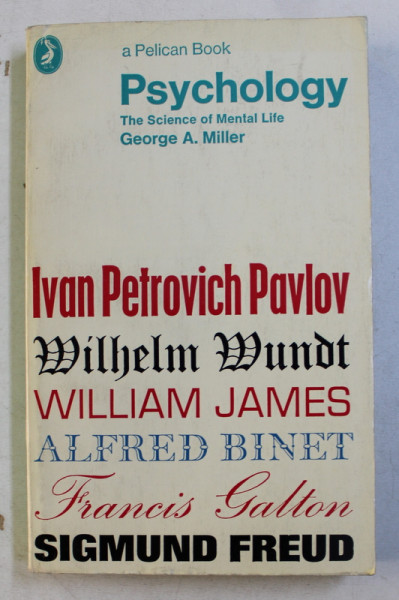 a Pelican Book
Psychology
The Science of Mental Life
George A. Miller
Ivan Petrovich Pavlov
Wilhelm Wundt
WILLIAM JAMES
ALFRED BINET
Francis Galton
SIGMUND FREUD